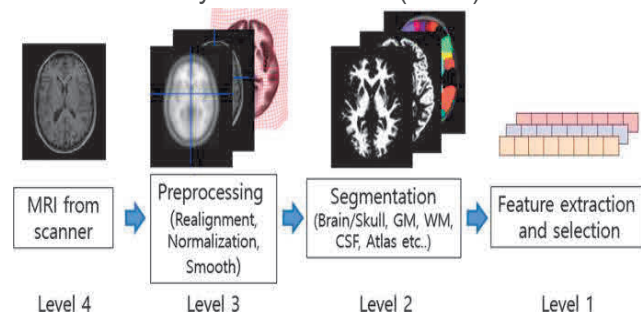 MRI from
scanner
Preprocessing
(Realignment,
Normalization,
Smooth)
Segmentation
(Brain/Skull, GM, WM,
CSF, Atlas etc..)
Feature extraction
and selection
Level 4
Level 3
Level 2
Level 1